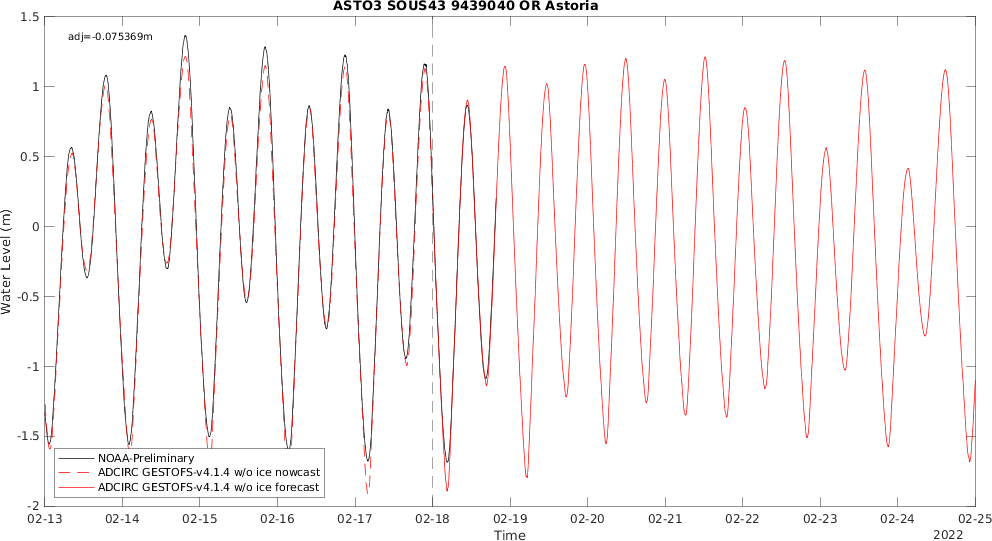 ASTO3 SOUS43 9439040 OR Astoria
adj=-0.075369m
Water Level (m)
1.5
1
0.5
0
-0.5
-1
-1.5
-2
NOAA-Preliminary
ADCIRC GESTOFS-v4.1.4 w/o ice nowcast
ADCIRC GESTOFS-v4.1.4 w/o ice forecast
02-13 02-14 02-15 02-16 02-17 02-18 02-19 02-20 02-21 02-22 02-23 02-24 02-25
Time
2022